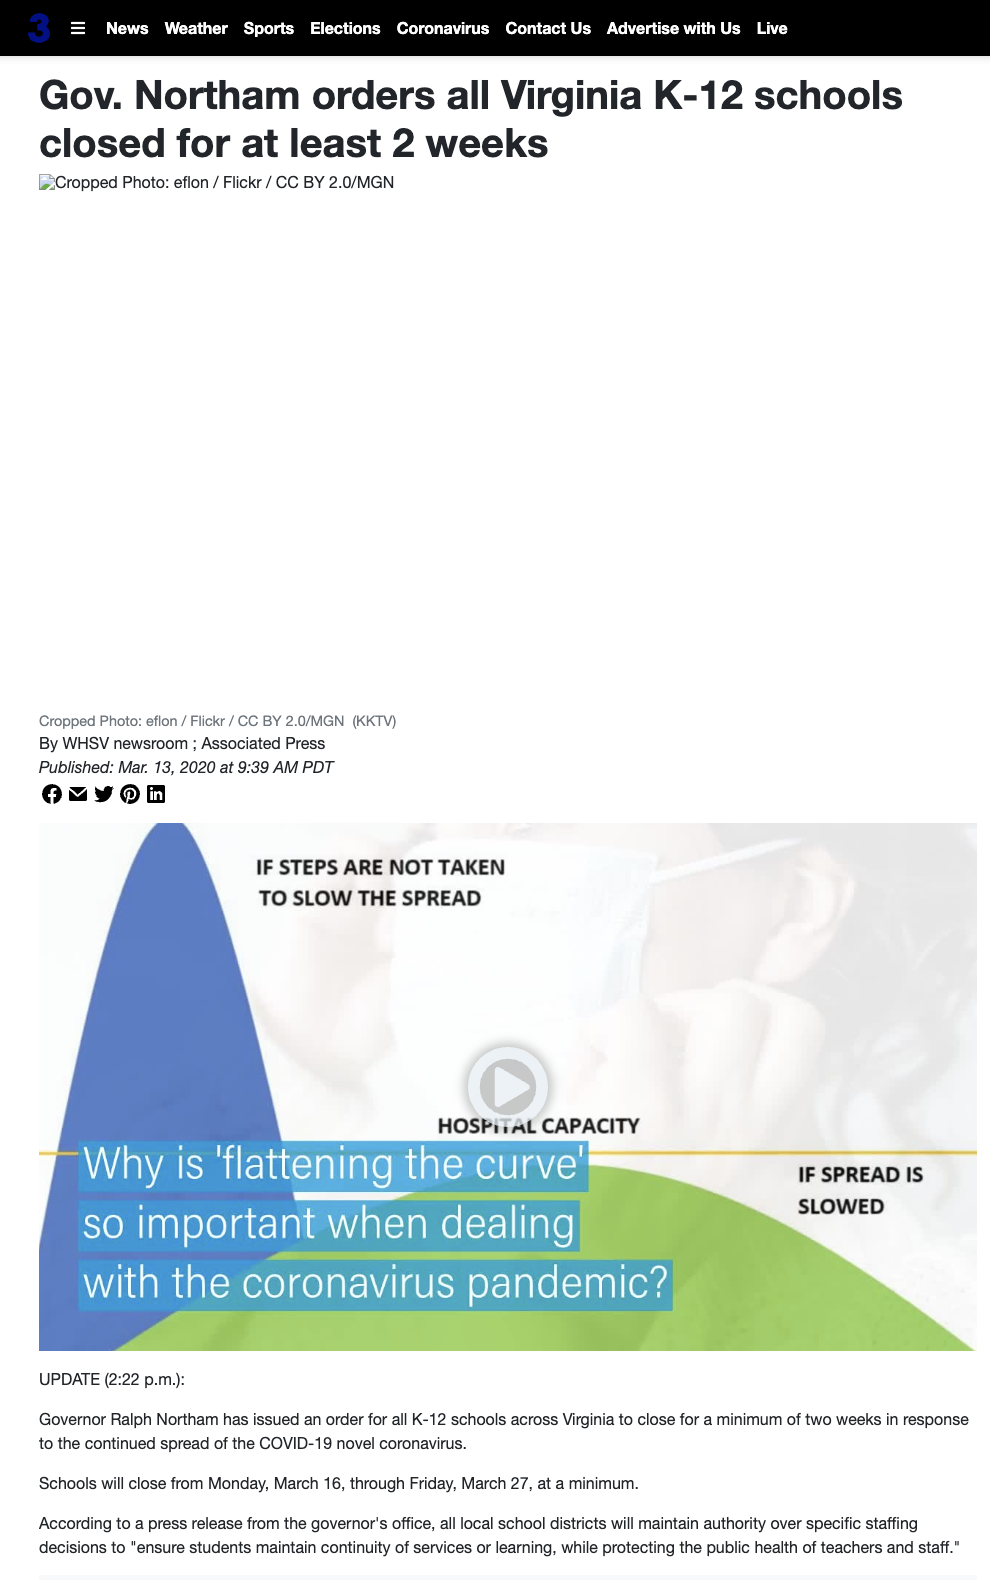 3 News Weather Sports Elections Coronavirus Contact Us Advertise with Us Live
Gov. Northam orders all Virginia K-12 schools
closed for at least 2 weeks
Cropped Photo: eflon / Flickr / CC BY 2.0/MGN
Cropped Photo: eflon / Flickr / CC BY 2.0/MGN (KKTV)
By WHSV newsroom ; Associated Press
Published: Mar. 13, 2020 at 9:39 AM PDT
IF STEPS ARE NOT TAKEN
TO SLOW THE SPREAD
HOSPITAL CAPACITY
IF SPREAD IS
SLOWED
Why is 'flattening the curve'
so important when dealing
with the coronavirus pandemic?
UPDATE (2:22 p.m.):
Governor Ralph Northam has issued an order for all K-12 schools across Virginia to close for a minimum of two weeks in response
to the continued spread of the COVID-19 novel coronavirus.
Schools will close from Monday, March 16, through Friday, March 27, at a minimum.
According to a press release from the governor's office, all local school districts will maintain authority over specific staffing
decisions to "ensure students maintain continuity of services or learning, while protecting the public health of teachers and staff."